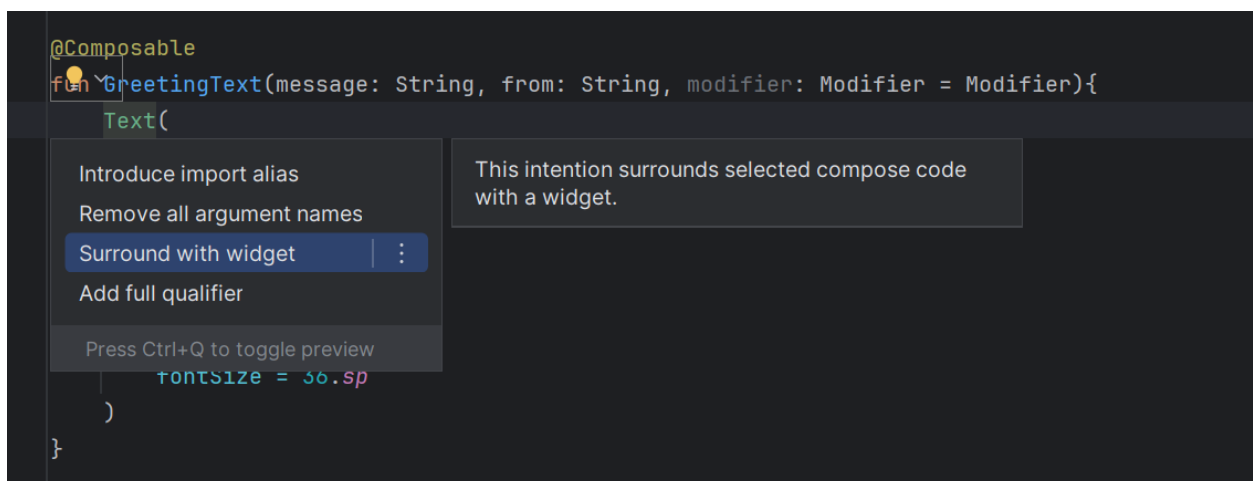 @Composable
fun GreetingText(message: String, from: String, modifier: Modifier = Modifier){
Text(
Introduce import alias
Remove all argument names
Surround with widget
Add full qualifier
Press Ctrl+Q to toggle preview
This intention surrounds selected compose code
with a widget.
fontSize = 36.sp
)
}